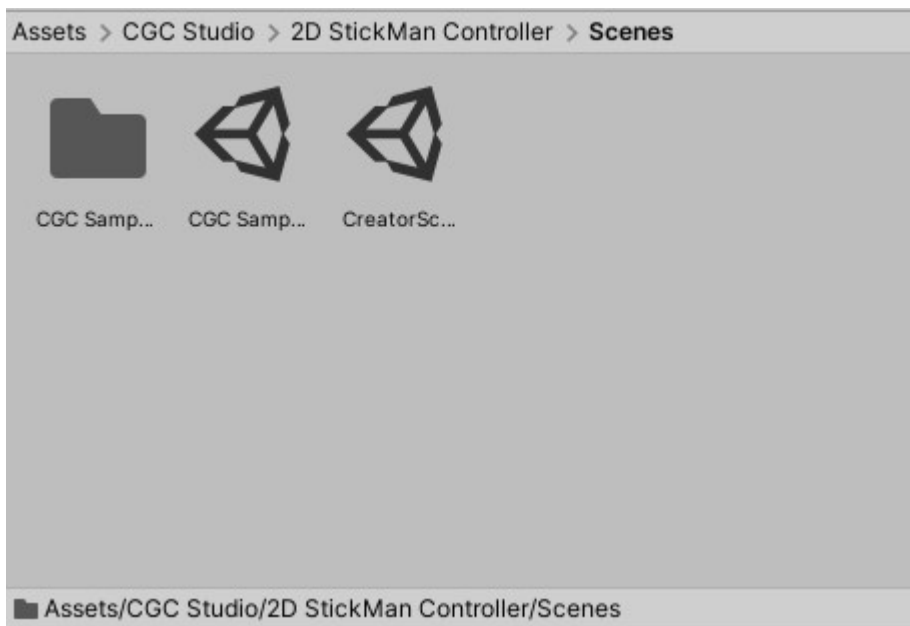 Assets > CGC Studio > 2D StickMan Controller > Scenes
CGC Samp... CGC Samp... CreatorSc...
Assets/CGC Studio/2D StickMan Controller/Scenes